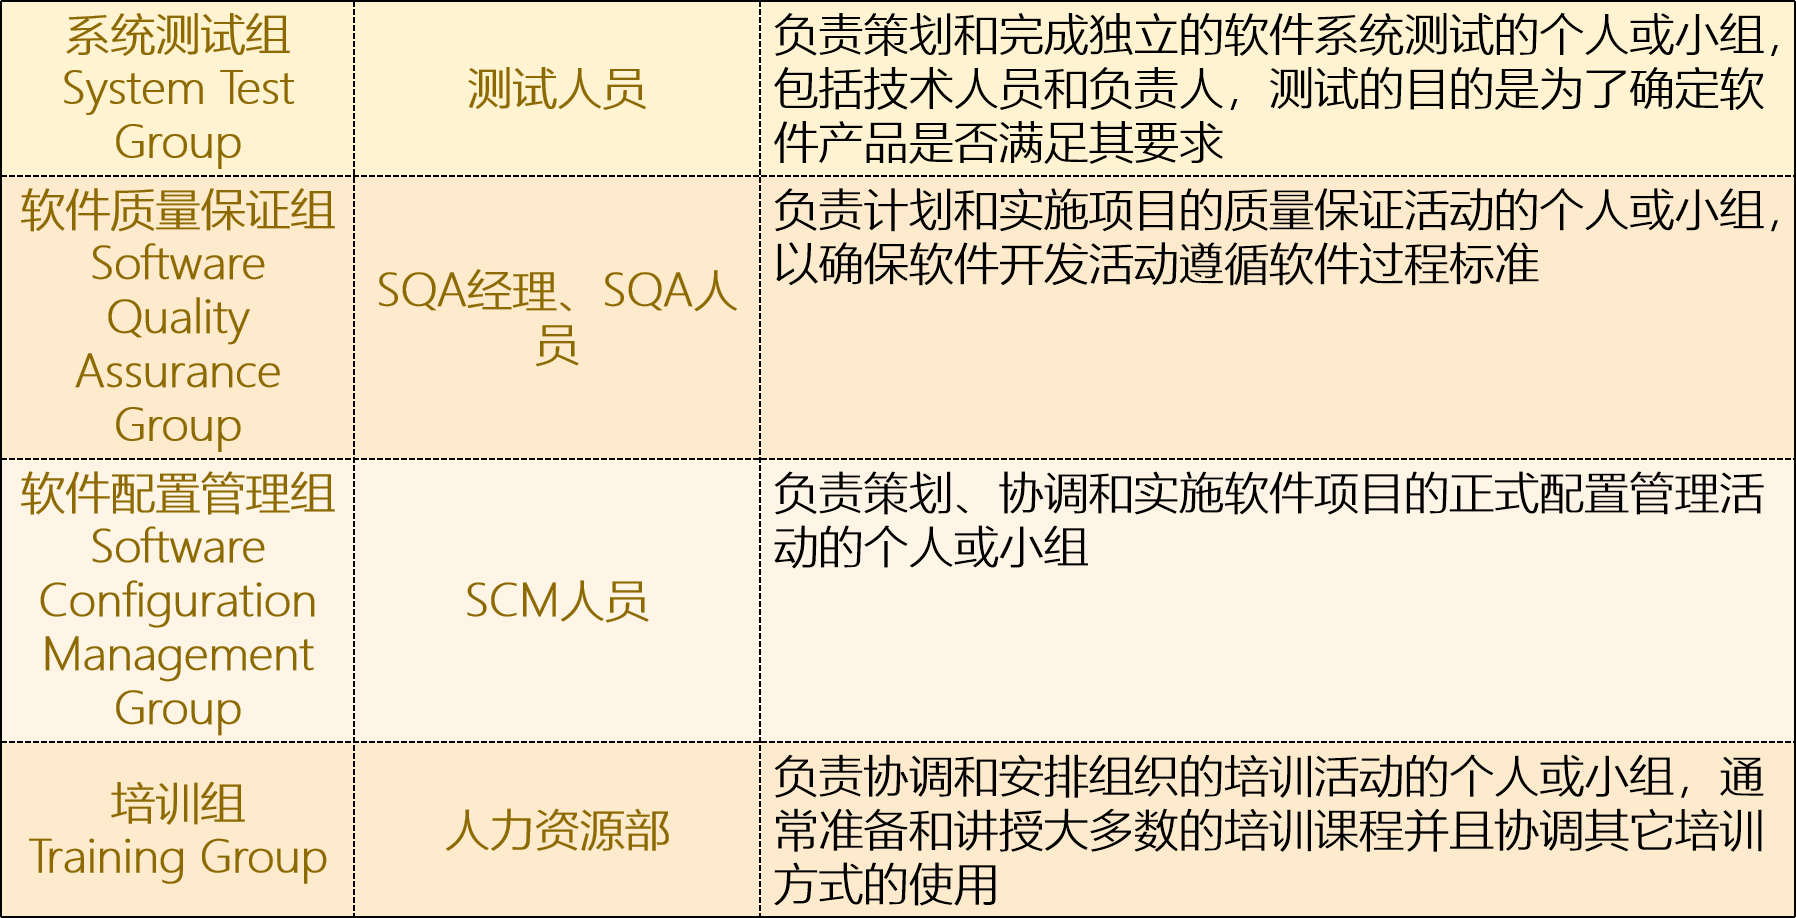 系统测试组
System Test
Group
测试人员
负责策划和完成独立的软件系统测试的个人或小组，
包括技术人员和负责人，测试的目的是为了确定软
件产品是否满足其要求
软件质量保证组
Software
Quality
Assurance
Group
SQA经理、SQA人
员
负责计划和实施项目的质量保证活动的个人或小组，
以确保软件开发活动遵循软件过程标准
软件配置管理组
Software
Configuration
Management
Group
SCM人员
负责策划、协调和实施软件项目的正式配置管理活
动的个人或小组
培训组
Training Group
人力资源部
负责协调和安排组织的培训活动的个人或小组，通
常准备和讲授大多数的培训课程并且协调其它培训
方式的使用